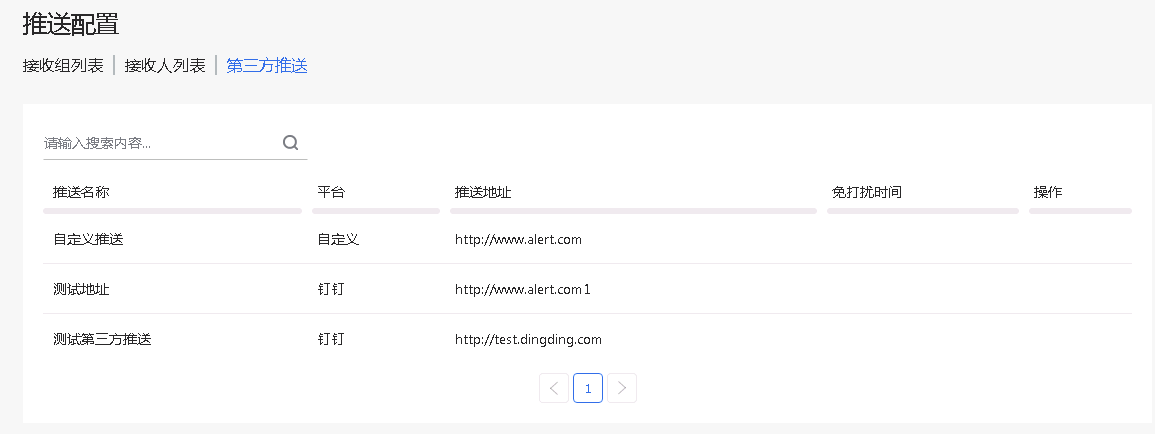 推送配置
接收组列表 接收人列表 第三方推送
请输入搜索内容...
推送名称 平台 推送地址 免打扰时间 操作
自定义推送 自定义 http://www.alert.com
测试地址 钉钉 http://www.alert.com1
测试第三方推送 钉钉 http://test.dingding.com
1